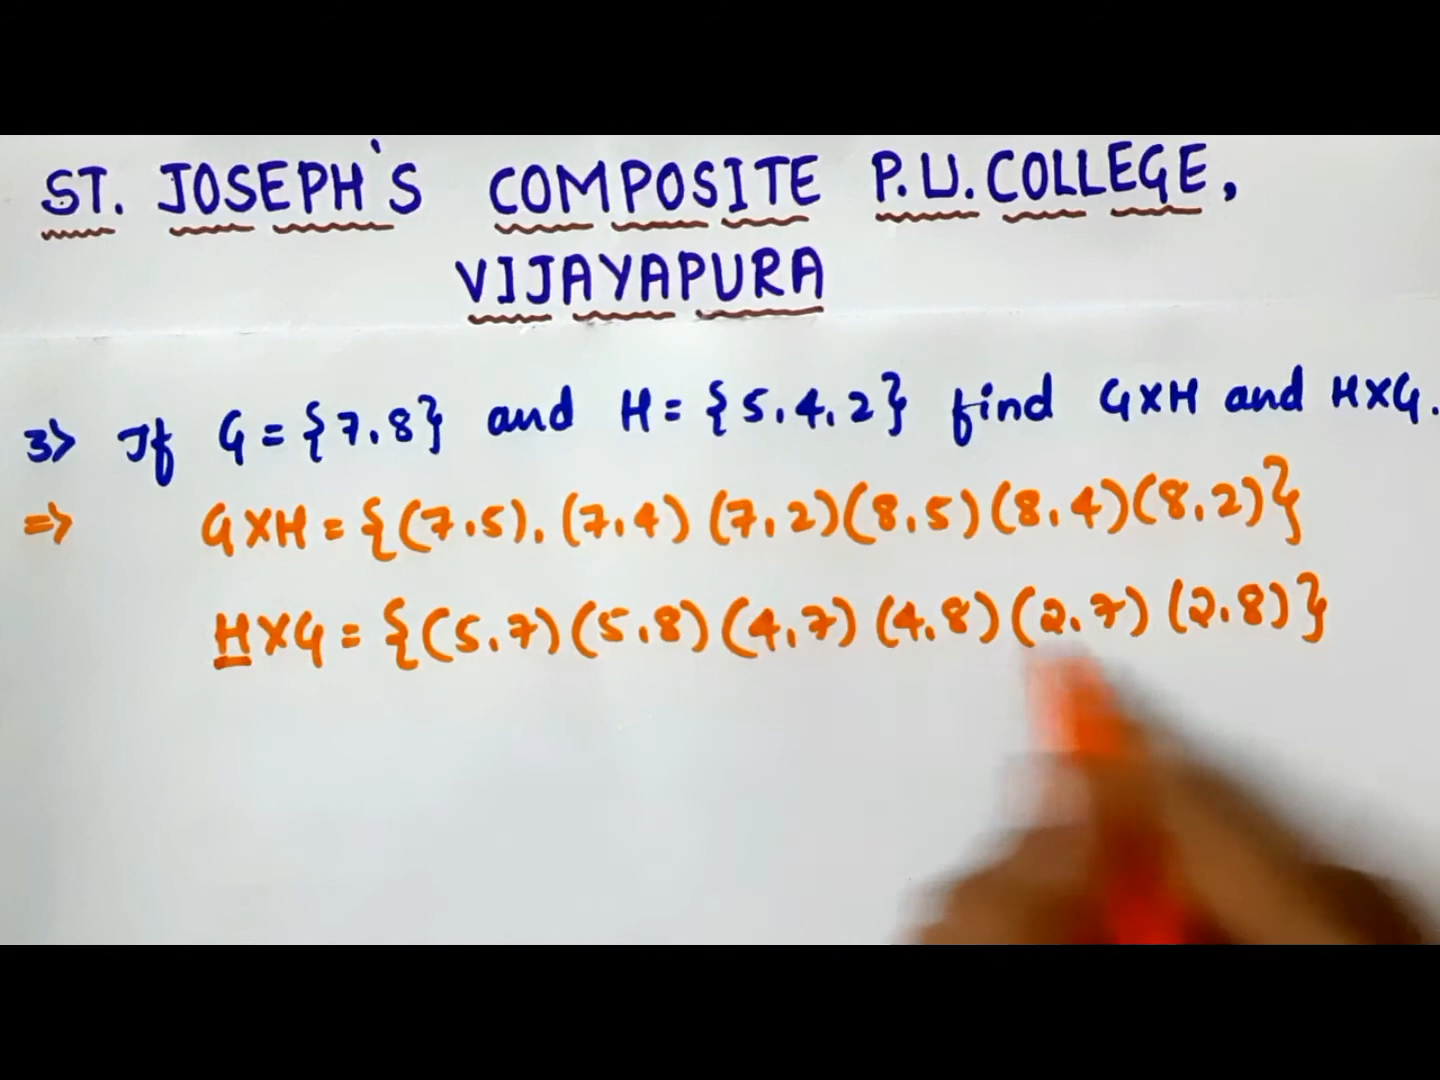 ST. JOSEPH'S COMPOSITE P.U. COLLEGE,
VIJAYAPURA
3> If G = {7,8} and H = {5,4,2} find G×H and H×G.
=> G×H = {(7,5), (7,4) (7,2)(8,5)(8,4)(8,2)}
H×G = {(5,7)(5,8)(4,7)(4,8)(2,7)(2,8)}